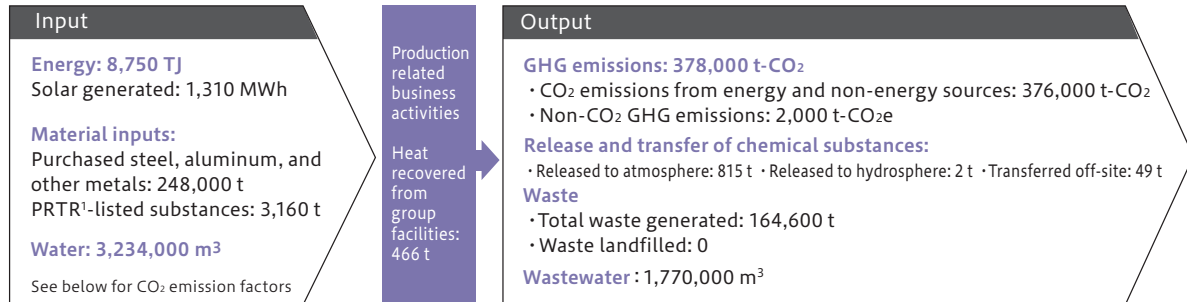 Input
Energy: 8,750 TJ
Solar generated: 1,310 MWh
Material inputs:
Purchased steel, aluminum, and
other metals: 248,000 t
PRTR¹-listed substances: 3,160 t
Water: 3,234,000 m³
See below for CO₂ emission factors
Production
related
business
activities
Heat
recovered
from
group
facilities:
466 t
Output
GHG emissions: 378,000 t-CO₂
・CO₂ emissions from energy and non-energy sources: 376,000 t-CO₂
・Non-CO₂ GHG emissions: 2,000 t-CO₂e
Release and transfer of chemical substances:
・Released to atmosphere: 815 t ・Released to hydrosphere: 2 t ・Transferred off-site: 49 t
Waste
・Total waste generated: 164,600 t
・Waste landfilled: 0
Wastewater：1,770,000 m³